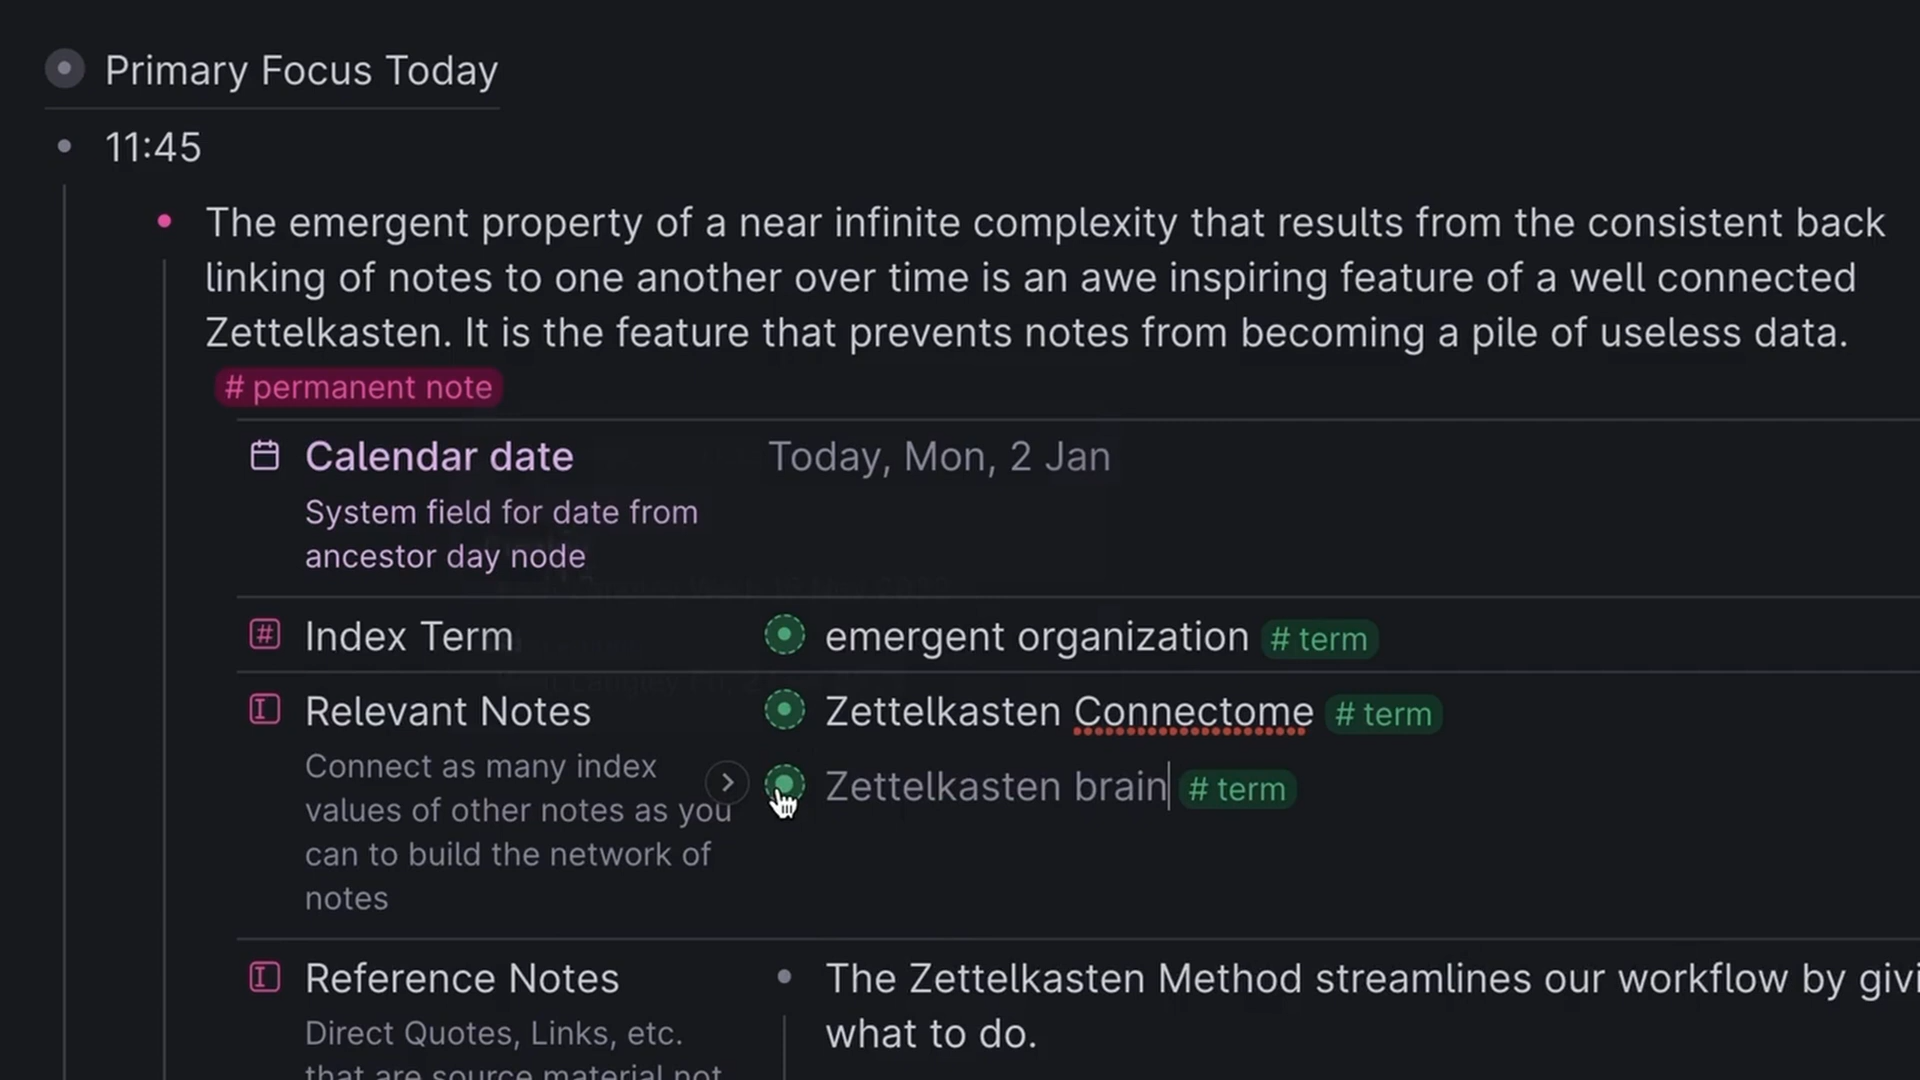 Primary Focus Today
11:45
The emergent property of a near infinite complexity that results from the consistent back
linking of notes to one another over time is an awe inspiring feature of a well connected
Zettelkasten. It is the feature that prevents notes from becoming a pile of useless data.
# permanent note
Calendar date Today, Mon, 2 Jan
System field for date from
ancestor day node
Index Term emergent organization # term
Relevant Notes Zettelkasten Connectome # term
Zettelkasten brain # term
Connect as many index
values of other notes as you
can to build the network of
notes
Reference Notes The Zettelkasten Method streamlines our workflow by givi
what to do.
Direct Quotes, Links, etc.
that are source material not